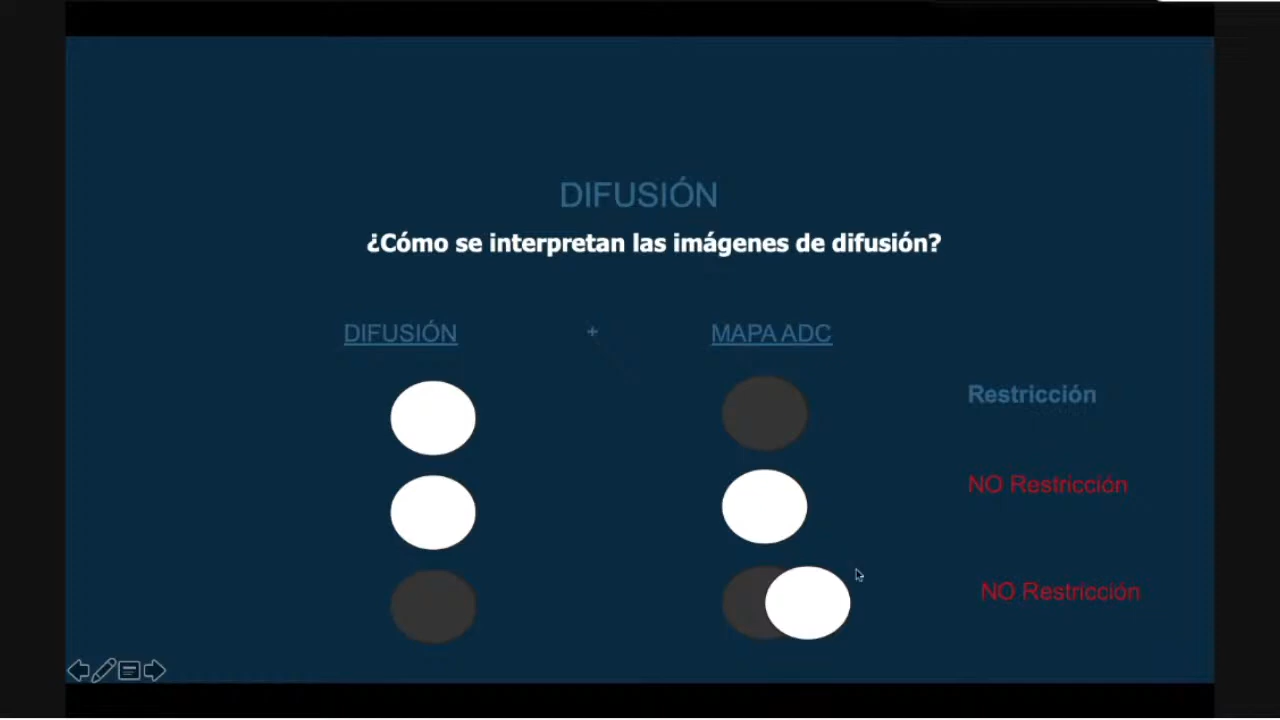 DIFUSIÓN
¿Cómo se interpretan las imágenes de difusión?
DIFUSIÓN
MAPA ADC
Restricción
NO Restricción
NO Restricción